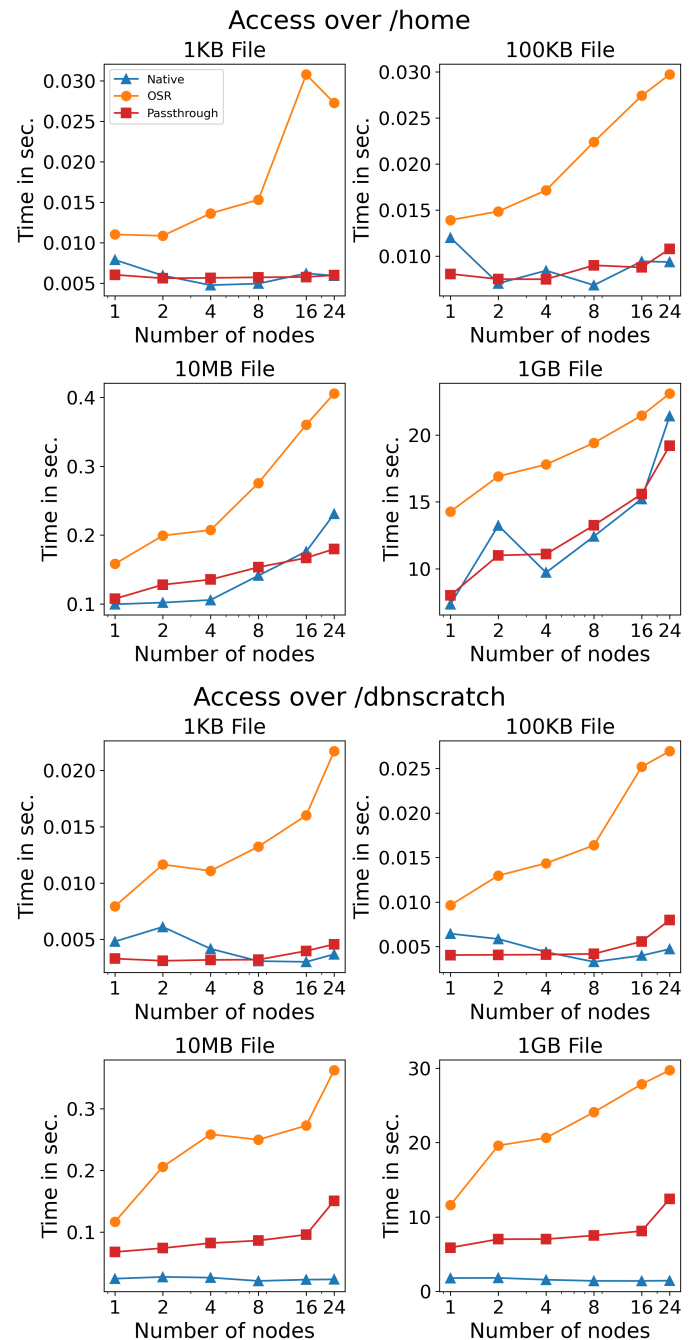 Access over /home
1KB File
100KB File
Time in sec.
0.030
0.025
0.020
0.015
0.010
0.005
Native
OSR
Passthrough
1 2 4 8 16 24
Number of nodes
Time in sec.
0.030
0.025
0.020
0.015
0.010
1 2 4 8 16 24
Number of nodes
10MB File
1GB File
Time in sec.
0.4
0.3
0.2
0.1
1 2 4 8 16 24
Number of nodes
Time in sec.
20
15
10
1 2 4 8 16 24
Number of nodes
Access over /dbnscratch
1KB File
100KB File
Time in sec.
0.020
0.015
0.010
0.005
1 2 4 8 16 24
Number of nodes
Time in sec.
0.025
0.020
0.015
0.010
0.005
1 2 4 8 16 24
Number of nodes
10MB File
1GB File
Time in sec.
0.3
0.2
0.1
1 2 4 8 16 24
Number of nodes
Time in sec.
30
20
10
0
1 2 4 8 16 24
Number of nodes